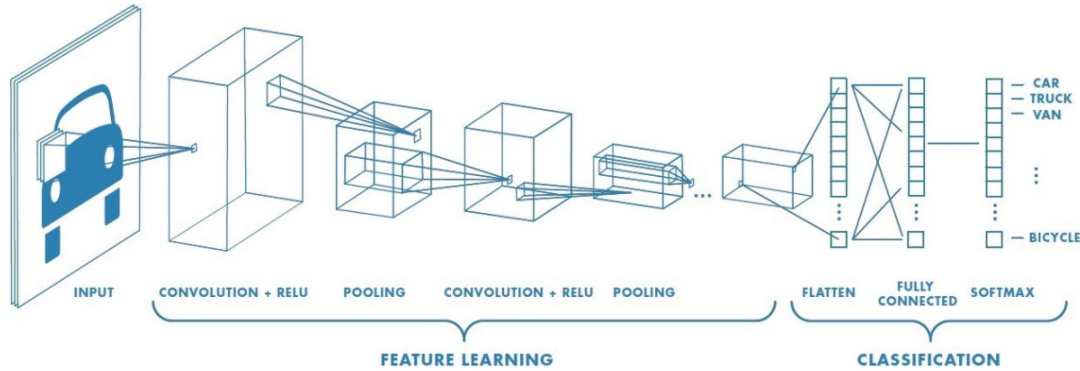 CAR
TRUCK
VAN
BICYCLE
INPUT
CONVOLUTION + RELU
POOLING
CONVOLUTION + RELU
POOLING
FLATTEN
FULLY
CONNECTED
SOFTMAX
FEATURE LEARNING
CLASSIFICATION